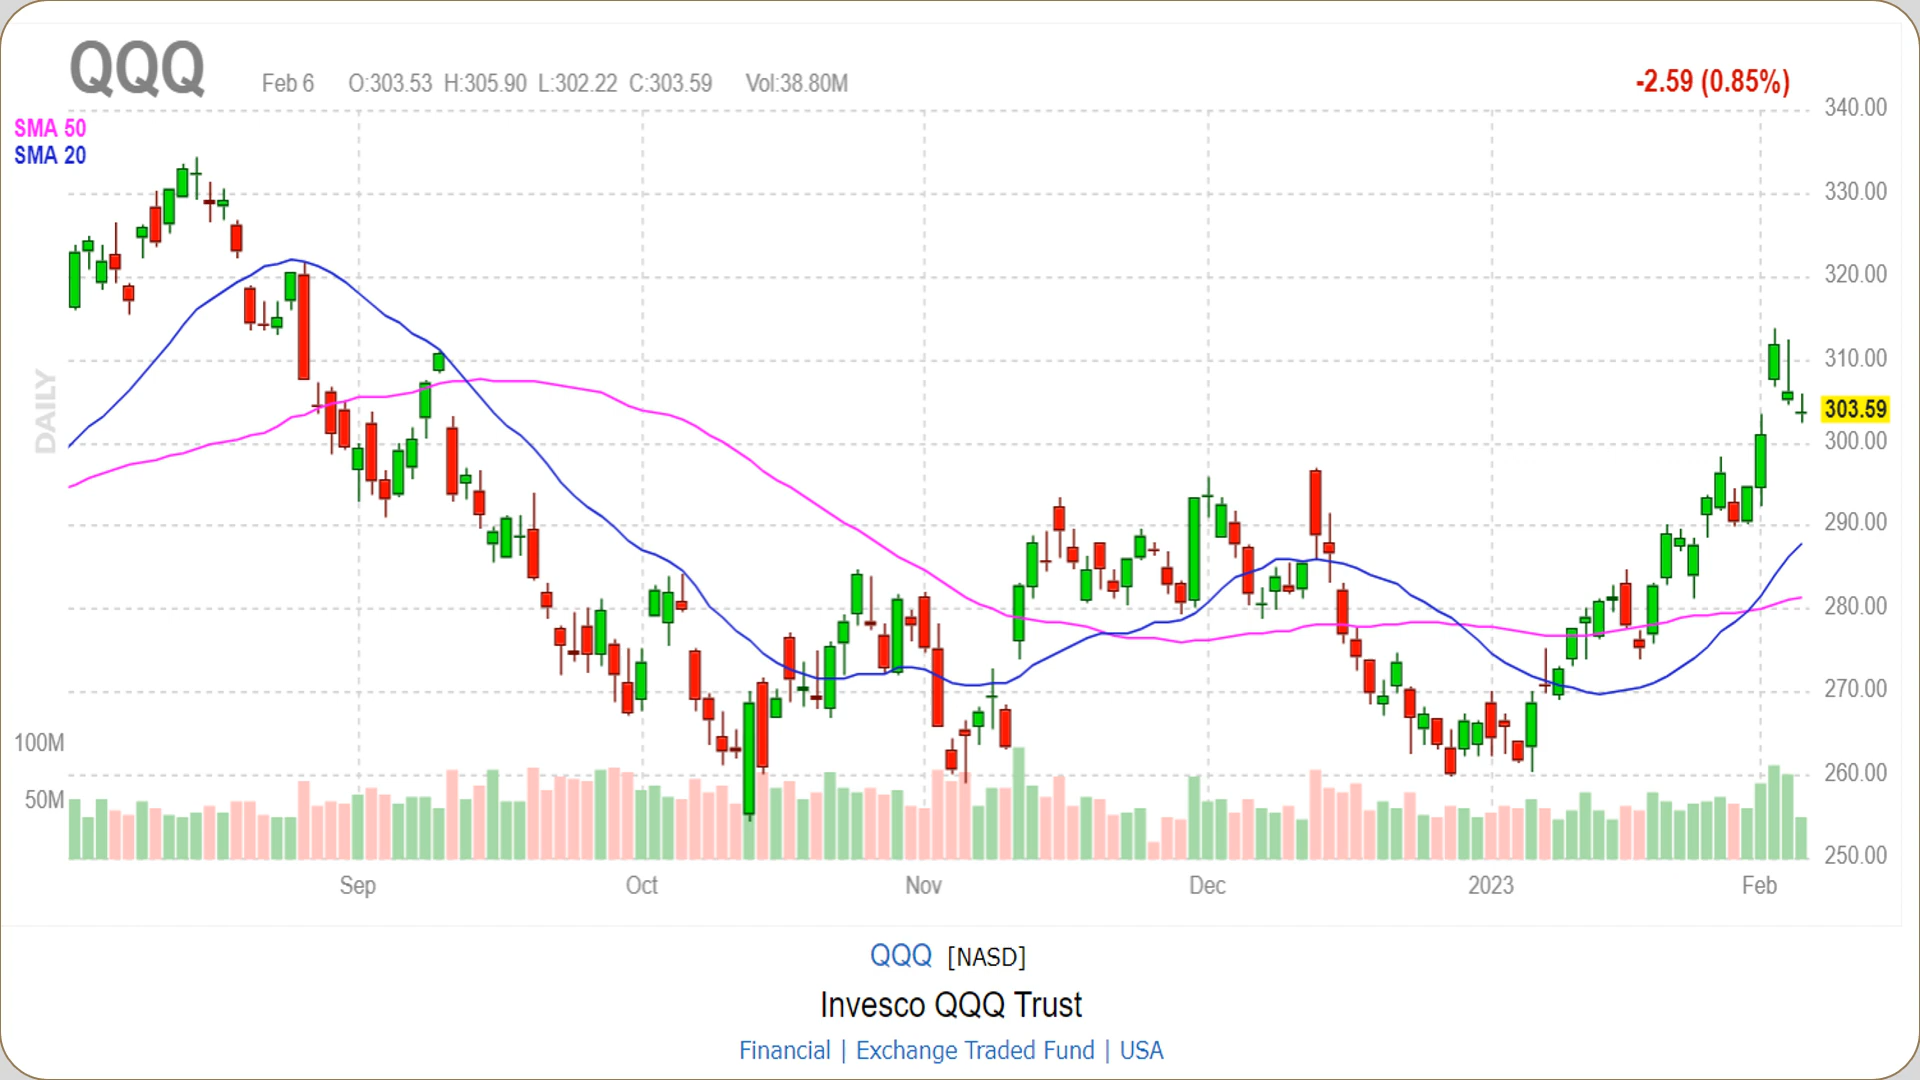 QQQ Feb 6 O:303.53 H:305.90 L:302.22 C:303.59 Vol:38.80M -2.59 (0.85%)
SMA 50
SMA 20
DAILY
340.00
330.00
320.00
310.00
303.59
300.00
290.00
280.00
270.00
260.00
250.00
100M
50M
Sep Oct Nov Dec 2023 Feb
QQQ [NASD]
Invesco QQQ Trust
Financial | Exchange Traded Fund | USA